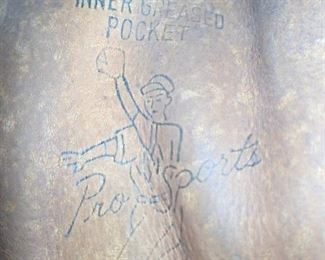 INNER GREASED
POCKET
Pro-Sports